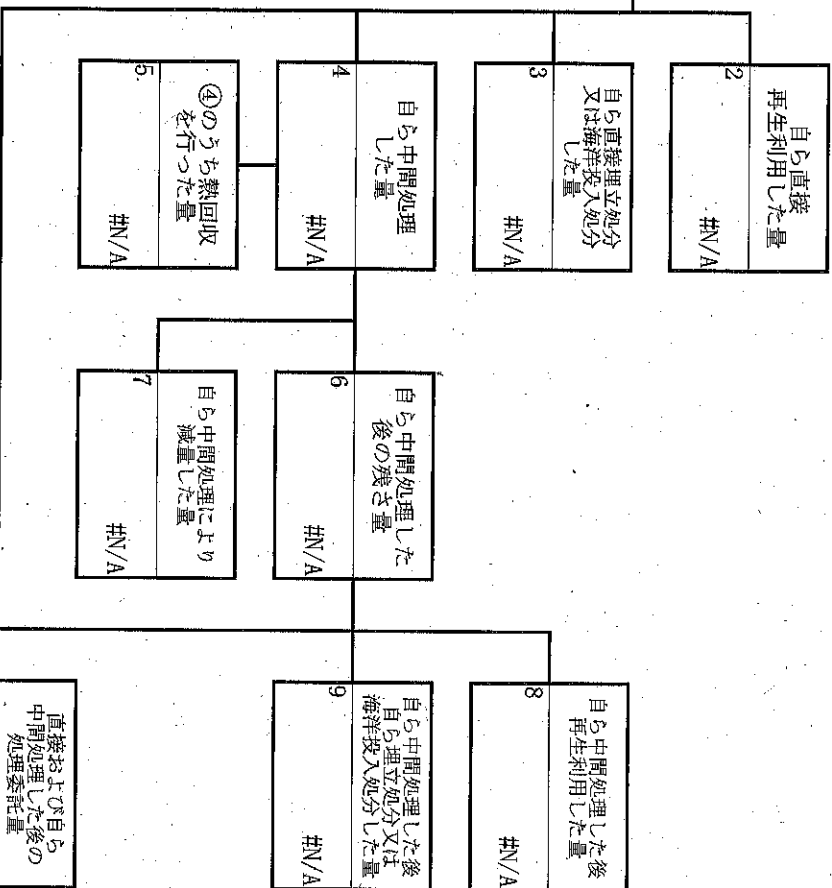 自ら直接
再生利用した量
2
#N/A
自ら直接埋立処分
又は海洋投入処分
した量
3
#N/A
自ら中間処理
した量
4
#N/A
④のうち熱回収
を行った量
5
#N/A
自ら中間処理した
後の残さ量
6
#N/A
自ら中間処理により
減量した量
7
#N/A
自ら中間処理した後
再生利用した量
8
#N/A
自ら中間処理した後
自ら埋立処分又は
海洋投入処分した量
9
#N/A
直接および自ら
中間処理した後の
処理委託量